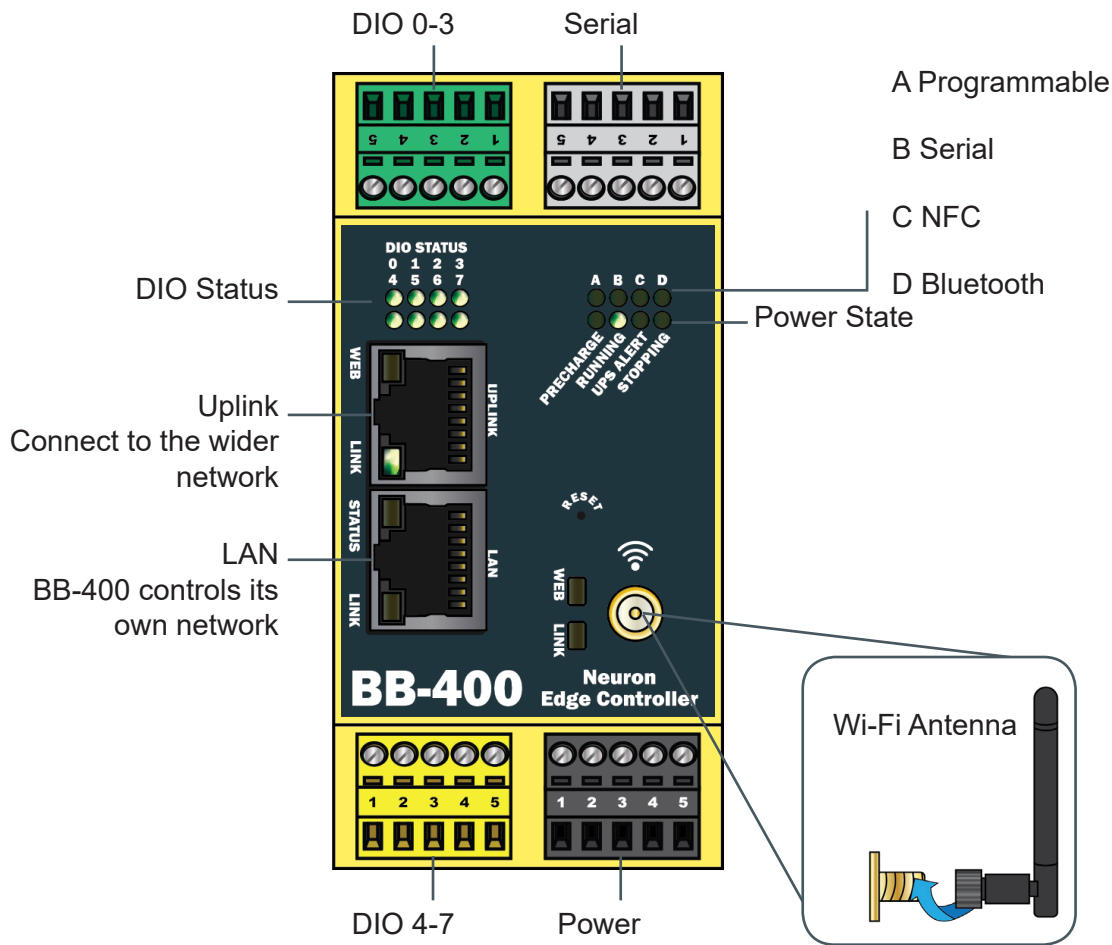 DIO 0-3
Serial
A Programmable
B Serial
C NFC
D Bluetooth
5 4 3 2 1
5 4 3 2 1
DIO STATUS
0 1 2 3
4 5 6 7
A B C D
DIO Status
Power State
PRECHARGE
RUNNING
UPS ALERT
STOPPING
WEB
UPLINK
LINK
Uplink
Connect to the wider
network
STATUS
LAN
LINK
LAN
BB-400 controls its
own network
RESET
WEB
LINK
BB-400
Neuron
Edge Controller
Wi-Fi Antenna
1 2 3 4 5
1 2 3 4 5
DIO 4-7
Power